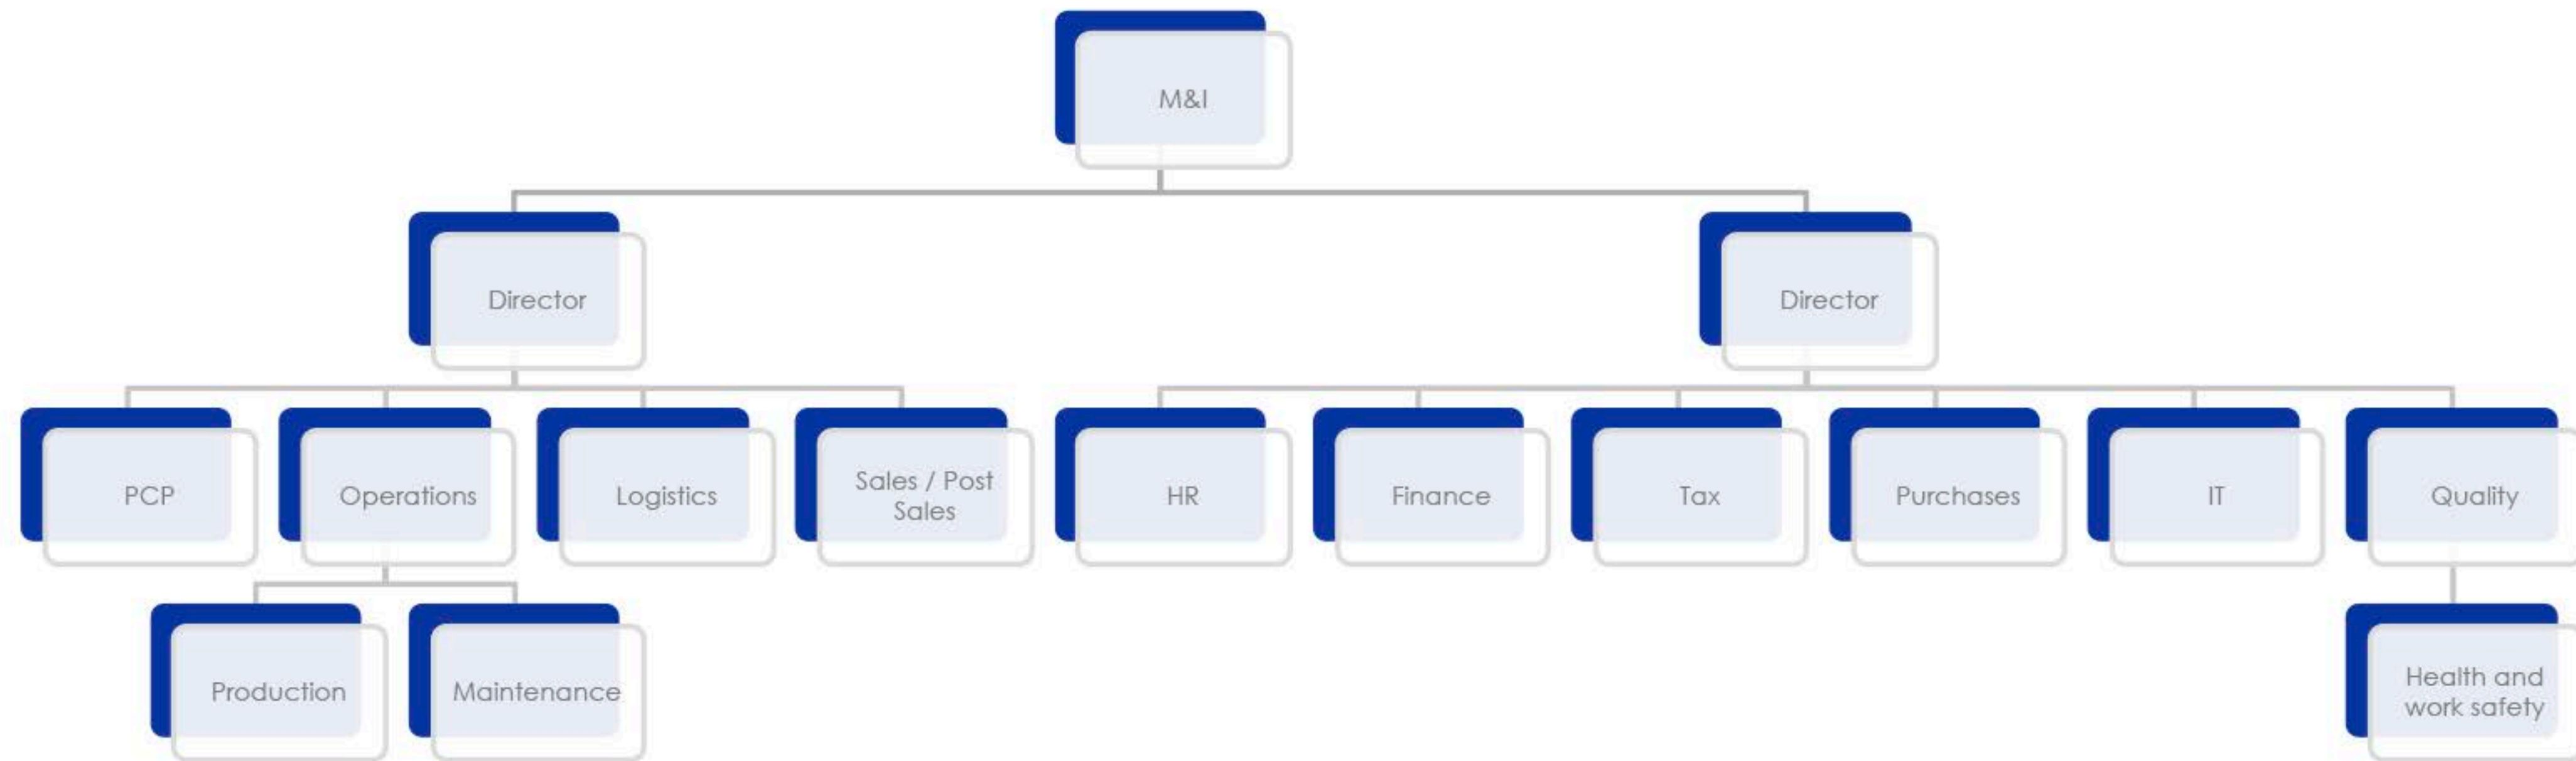 M&I
Director
Director
PCP
Operations
Logistics
Sales / Post
Sales
HR
Finance
Tax
Purchases
IT
Quality
Production
Maintenance
Health and
work safety